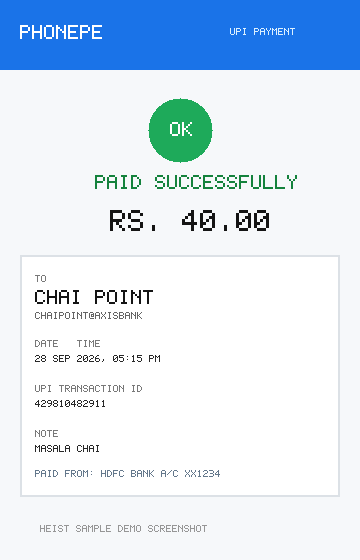 PHONEPE
UPI PAYMENT
OK
PAID SUCCESSFULLY
RS. 40.00
TO
CHAI POINT
CHAIPOINT@AXISBANK
DATE TIME
28 SEP 2026, 05:15 PM
UPI TRANSACTION ID
429810482911
NOTE
MASALA CHAI
PAID FROM: HDFC BANK A/C XX1234
HEIST SAMPLE DEMO SCREENSHOT